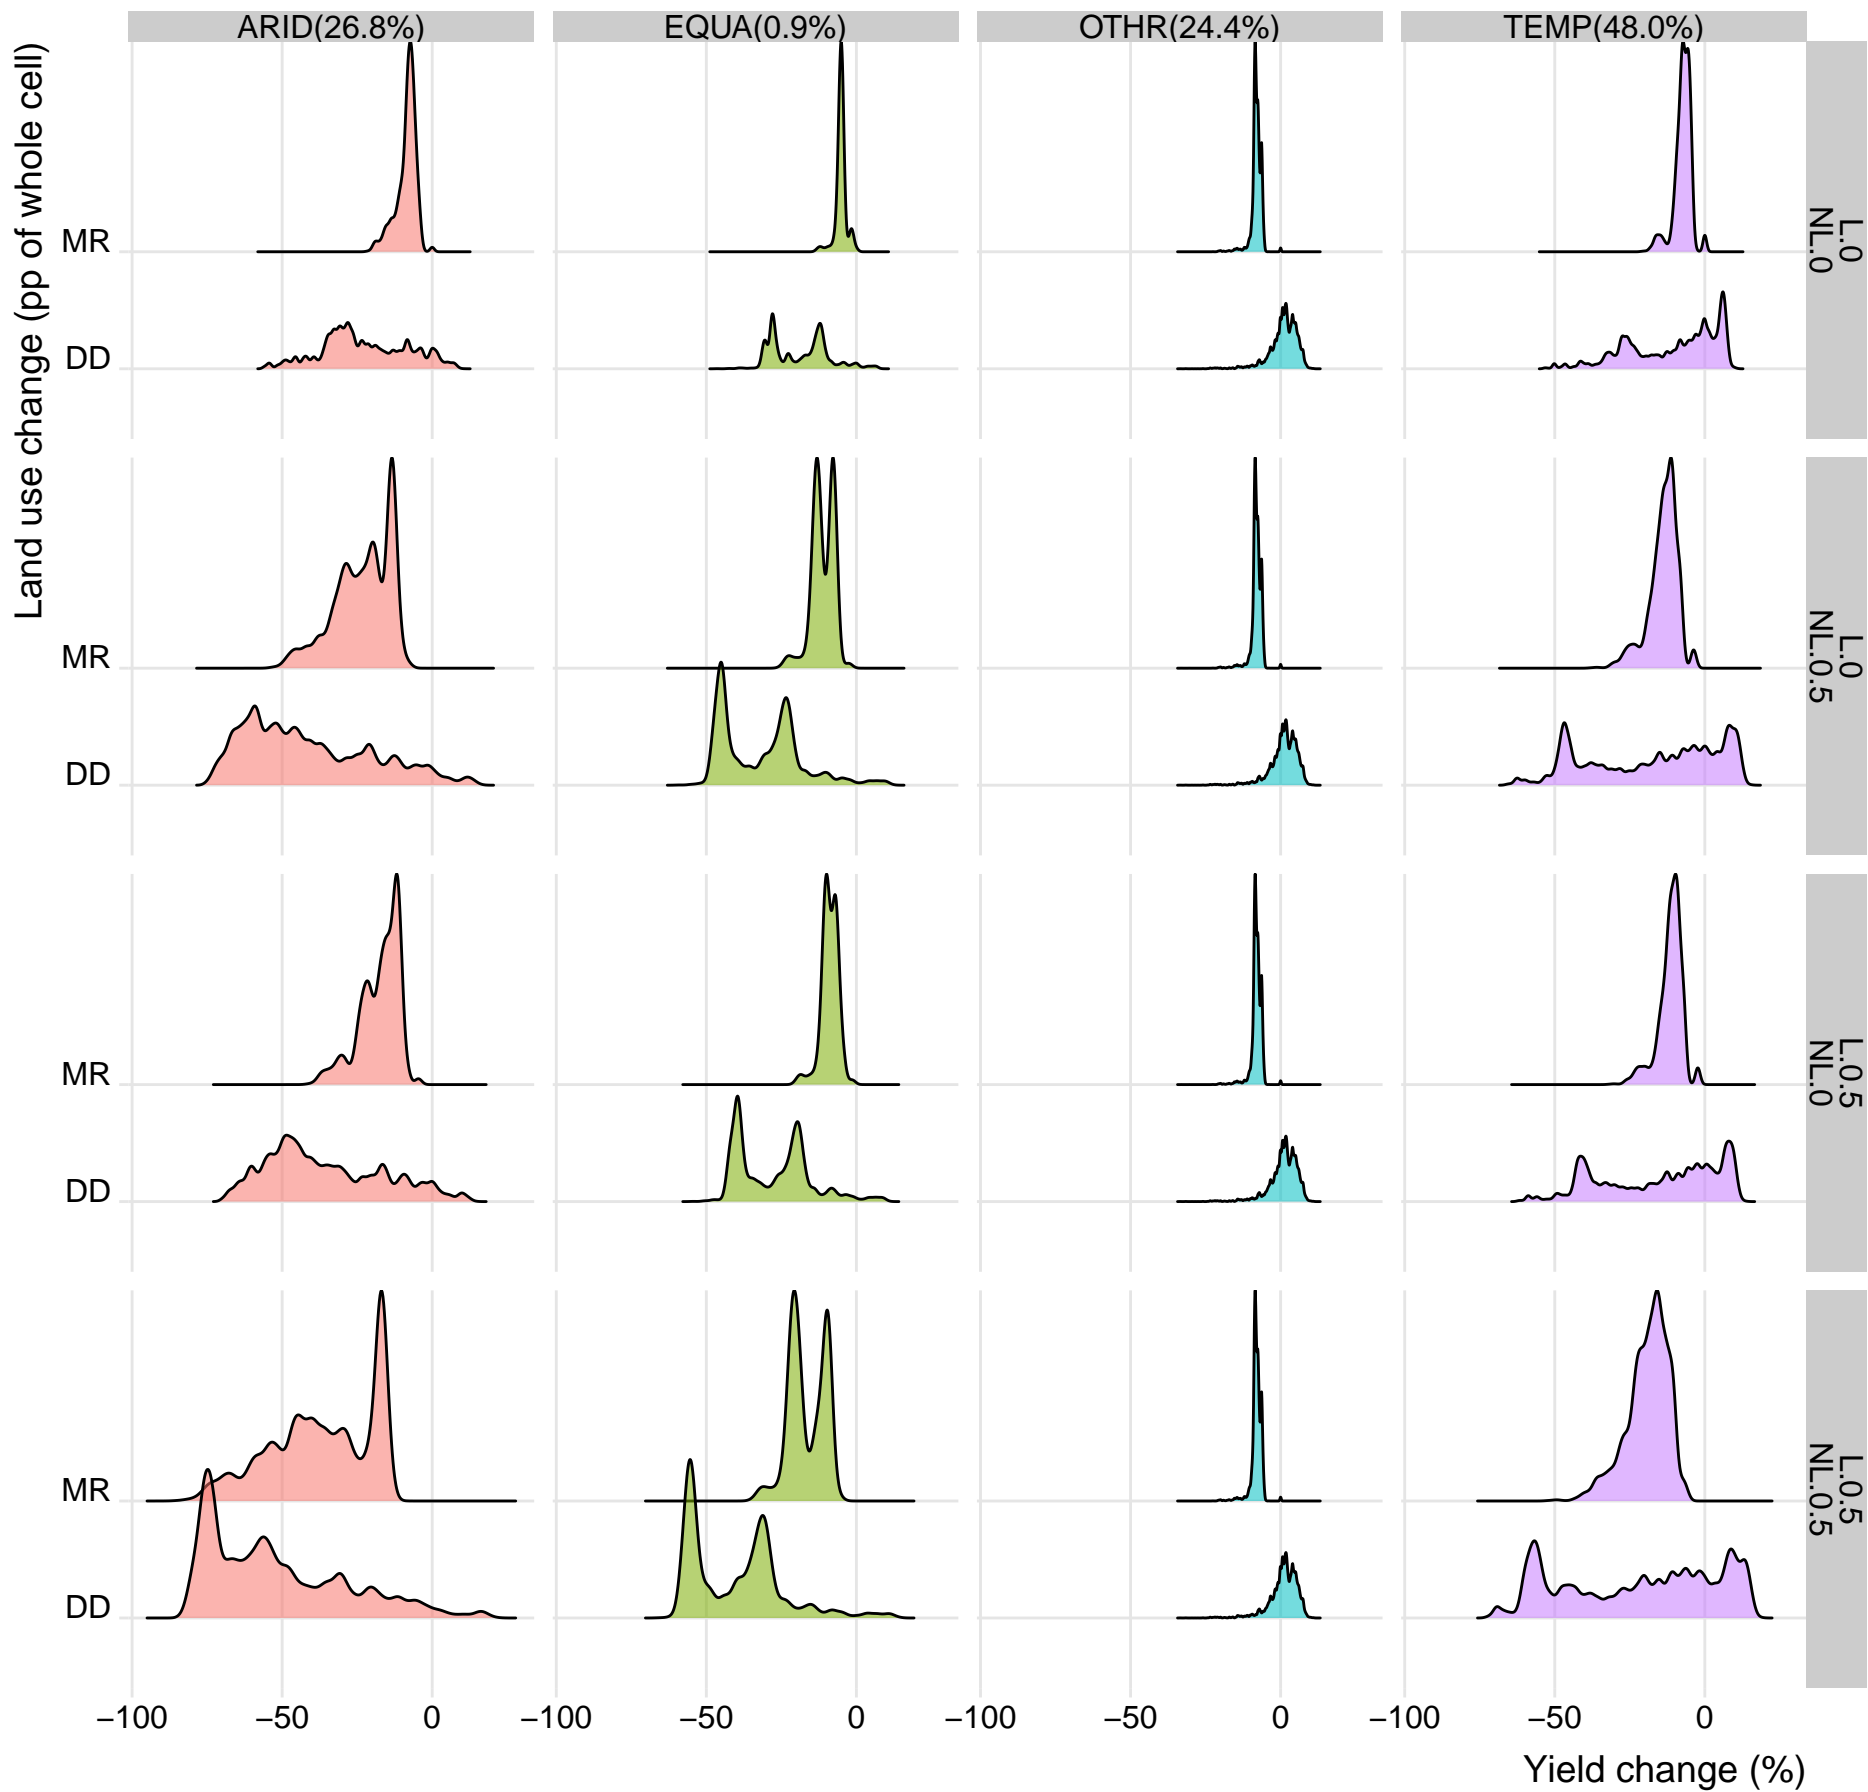 ARID(26.8%) EQUA(0.9%) OTHR(24.4%) TEMP(48.0%)
Land use change (pp of whole cell)
MR
DD
L.0
NL.0
MR
DD
L.0
NL.0.5
MR
DD
L.0.5
NL.0
MR
DD
L.0.5
NL.0.5
−100 −50 0 −100 −50 0 −100 −50 0 −100 −50 0
Yield change (%)